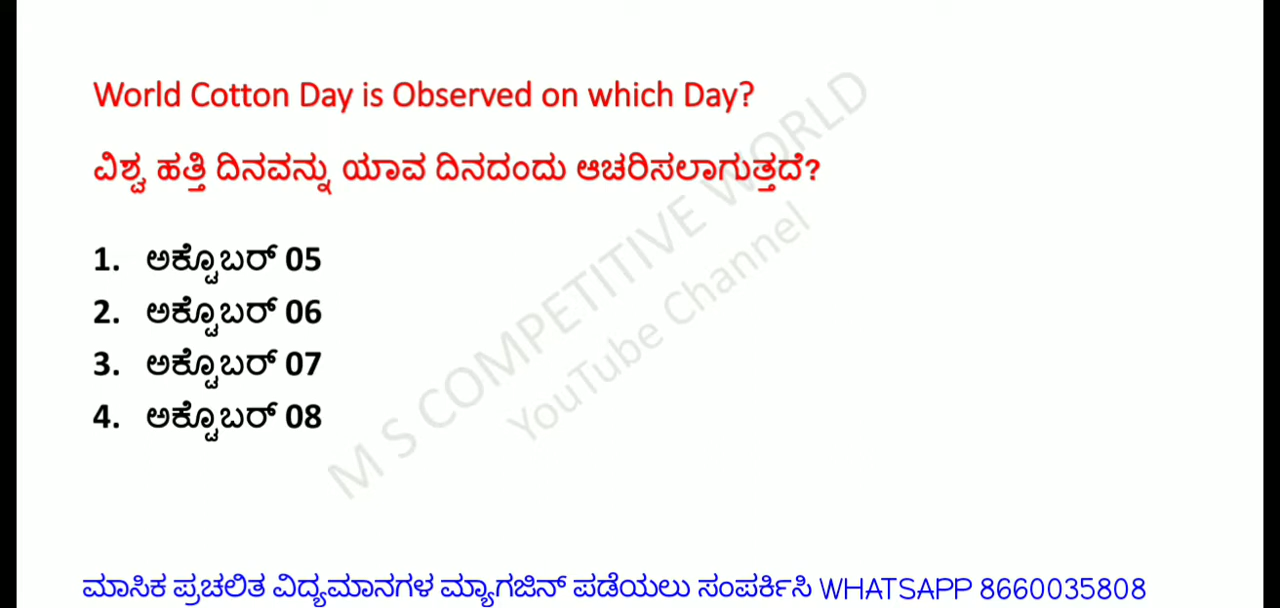 World Cotton Day is Observed on which Day?
ವಿಶ್ವ ಹತ್ತಿ ದಿನವನ್ನು ಯಾವ ದಿನದಂದು ಆಚರಿಸಲಾಗುತ್ತದೆ?
1. ಅಕ್ಟೊಬರ್ 05
2. ಅಕ್ಟೊಬರ್ 06
3. ಅಕ್ಟೊಬರ್ 07
4. ಅಕ್ಟೊಬರ್ 08
M S COMPETITIVE WORLD
YouTube Channel
ಮಾಸಿಕ ಪ್ರಚಲಿತ ವಿದ್ಯಮಾನಗಳ ಮ್ಯಾಗಜಿನ್ ಪಡೆಯಲು ಸಂಪರ್ಕಿಸಿ WHATSAPP 8660035808